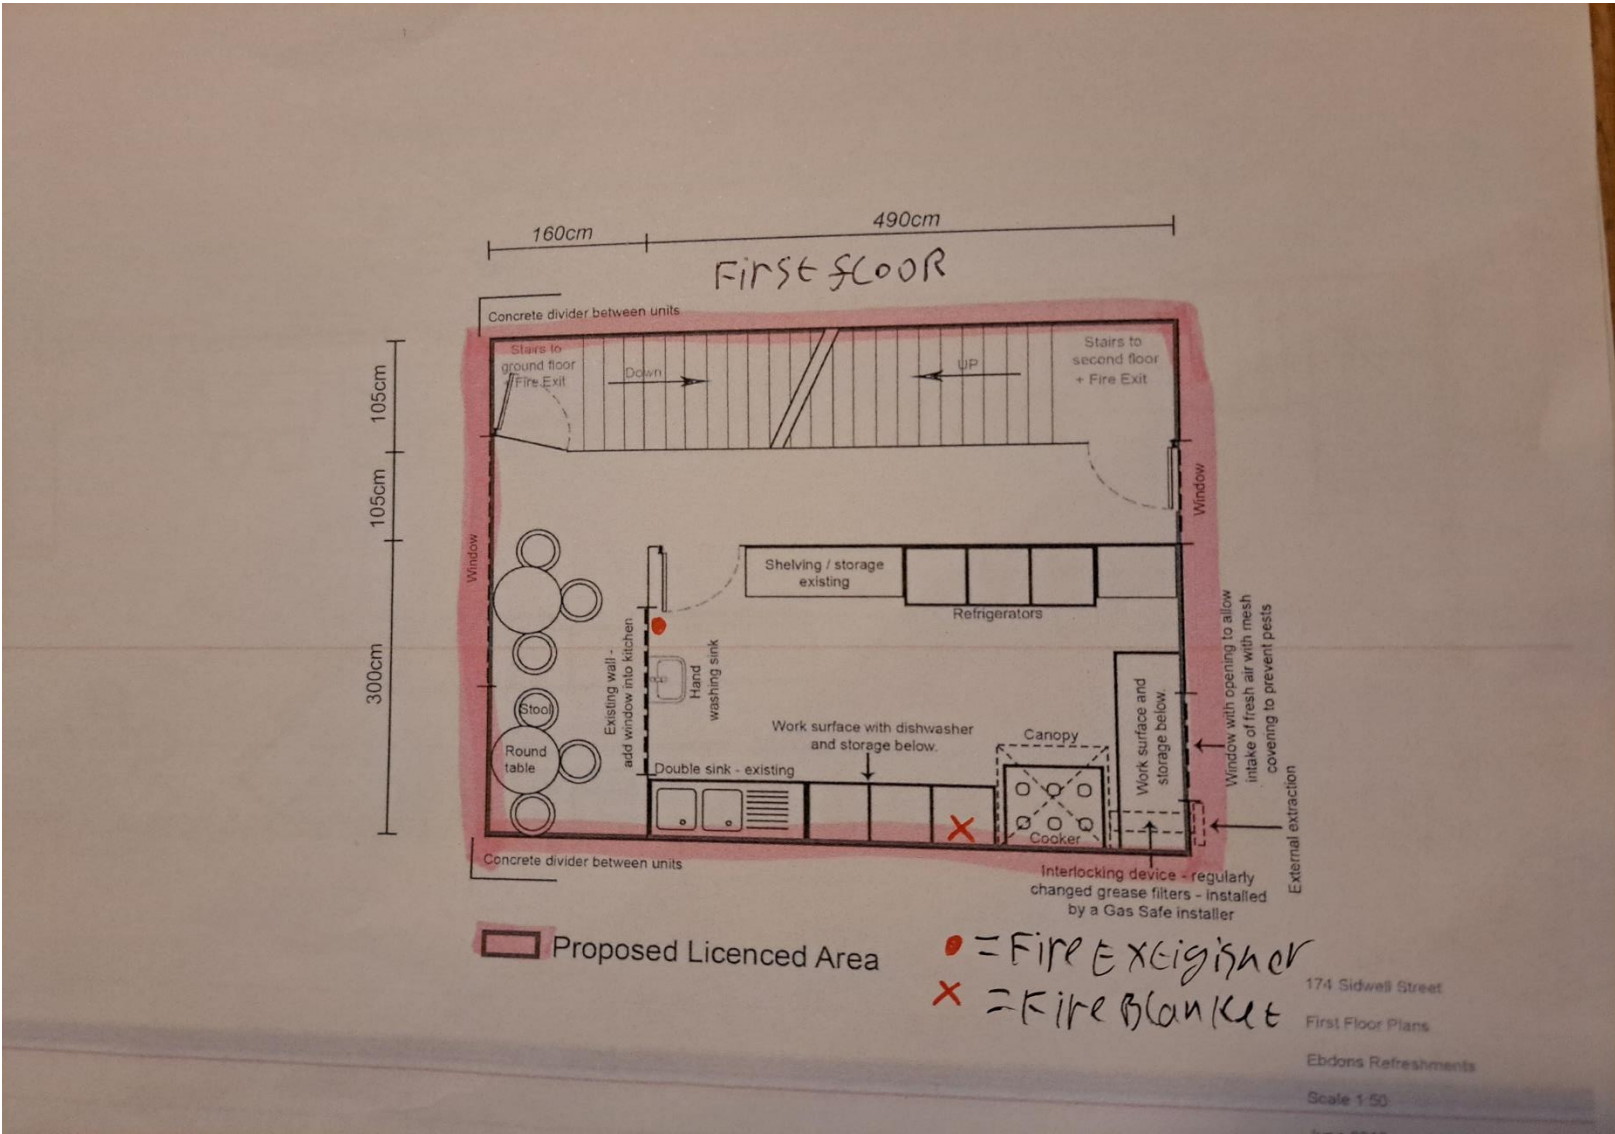 160cm
490cm
First floor
Concrete divider between units
Stairs to
ground floor
+ Fire Exit
Down
UP
Stairs to
second floor
+ Fire Exit
105cm
105cm
300cm
Window
Window
Shelving / storage
existing
Refrigerators
Existing wall -
add window into kitchen
Hand
washing sink
Stool
Round
table
Work surface with dishwasher
and storage below.
Double sink - existing
Canopy
Cooker
Work surface and
storage below.
Window with opening to allow
intake of fresh air with mesh
covering to prevent pests
External extraction
Concrete divider between units
Interlocking device - regularly
changed grease filters - installed
by a Gas Safe installer
Proposed Licenced Area
= Fire Extigisher
= Fire Blanket
174 Sidwell Street
First Floor Plans
Ebdons Refreshments
Scale 1:50